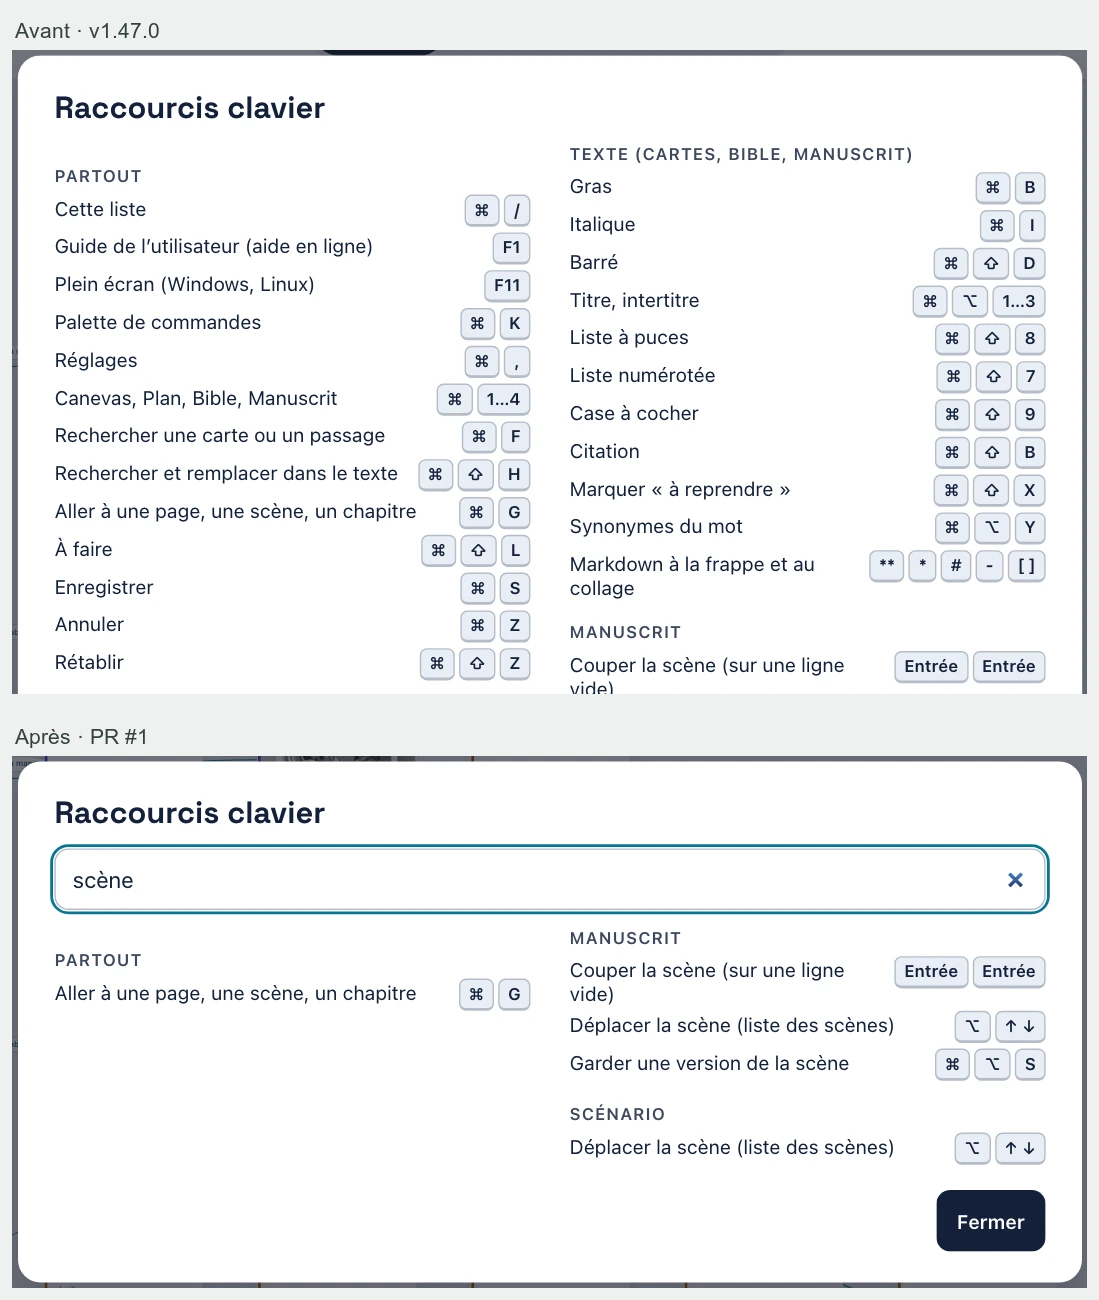 Avant · v1.47.0
Raccourcis clavier
PARTOUT
Cette liste ⌘ /
Guide de l’utilisateur (aide en ligne) F1
Plein écran (Windows, Linux) F11
Palette de commandes ⌘ K
Réglages ⌘ ,
Canevas, Plan, Bible, Manuscrit ⌘ 1…4
Rechercher une carte ou un passage ⌘ F
Rechercher et remplacer dans le texte ⌘ ⇧ H
Aller à une page, une scène, un chapitre ⌘ G
À faire ⌘ ⇧ L
Enregistrer ⌘ S
Annuler ⌘ Z
Rétablir ⌘ ⇧ Z
TEXTE (CARTES, BIBLE, MANUSCRIT)
Gras ⌘ B
Italique ⌘ I
Barré ⌘ ⇧ D
Titre, intertitre ⌘ ⌥ 1…3
Liste à puces ⌘ ⇧ 8
Liste numérotée ⌘ ⇧ 7
Case à cocher ⌘ ⇧ 9
Citation ⌘ ⇧ B
Marquer « à reprendre » ⌘ ⇧ X
Synonymes du mot ⌘ ⌥ Y
Markdown à la frappe et au ** * # - [ ]
collage
MANUSCRIT
Couper la scène (sur une ligne Entrée Entrée
vide)
Après · PR #1
Raccourcis clavier
scène ×
PARTOUT
Aller à une page, une scène, un chapitre ⌘ G
MANUSCRIT
Couper la scène (sur une ligne Entrée Entrée
vide)
Déplacer la scène (liste des scènes) ⌥ ↑ ↓
Garder une version de la scène ⌘ ⌥ S
SCÉNARIO
Déplacer la scène (liste des scènes) ⌥ ↑ ↓
Fermer